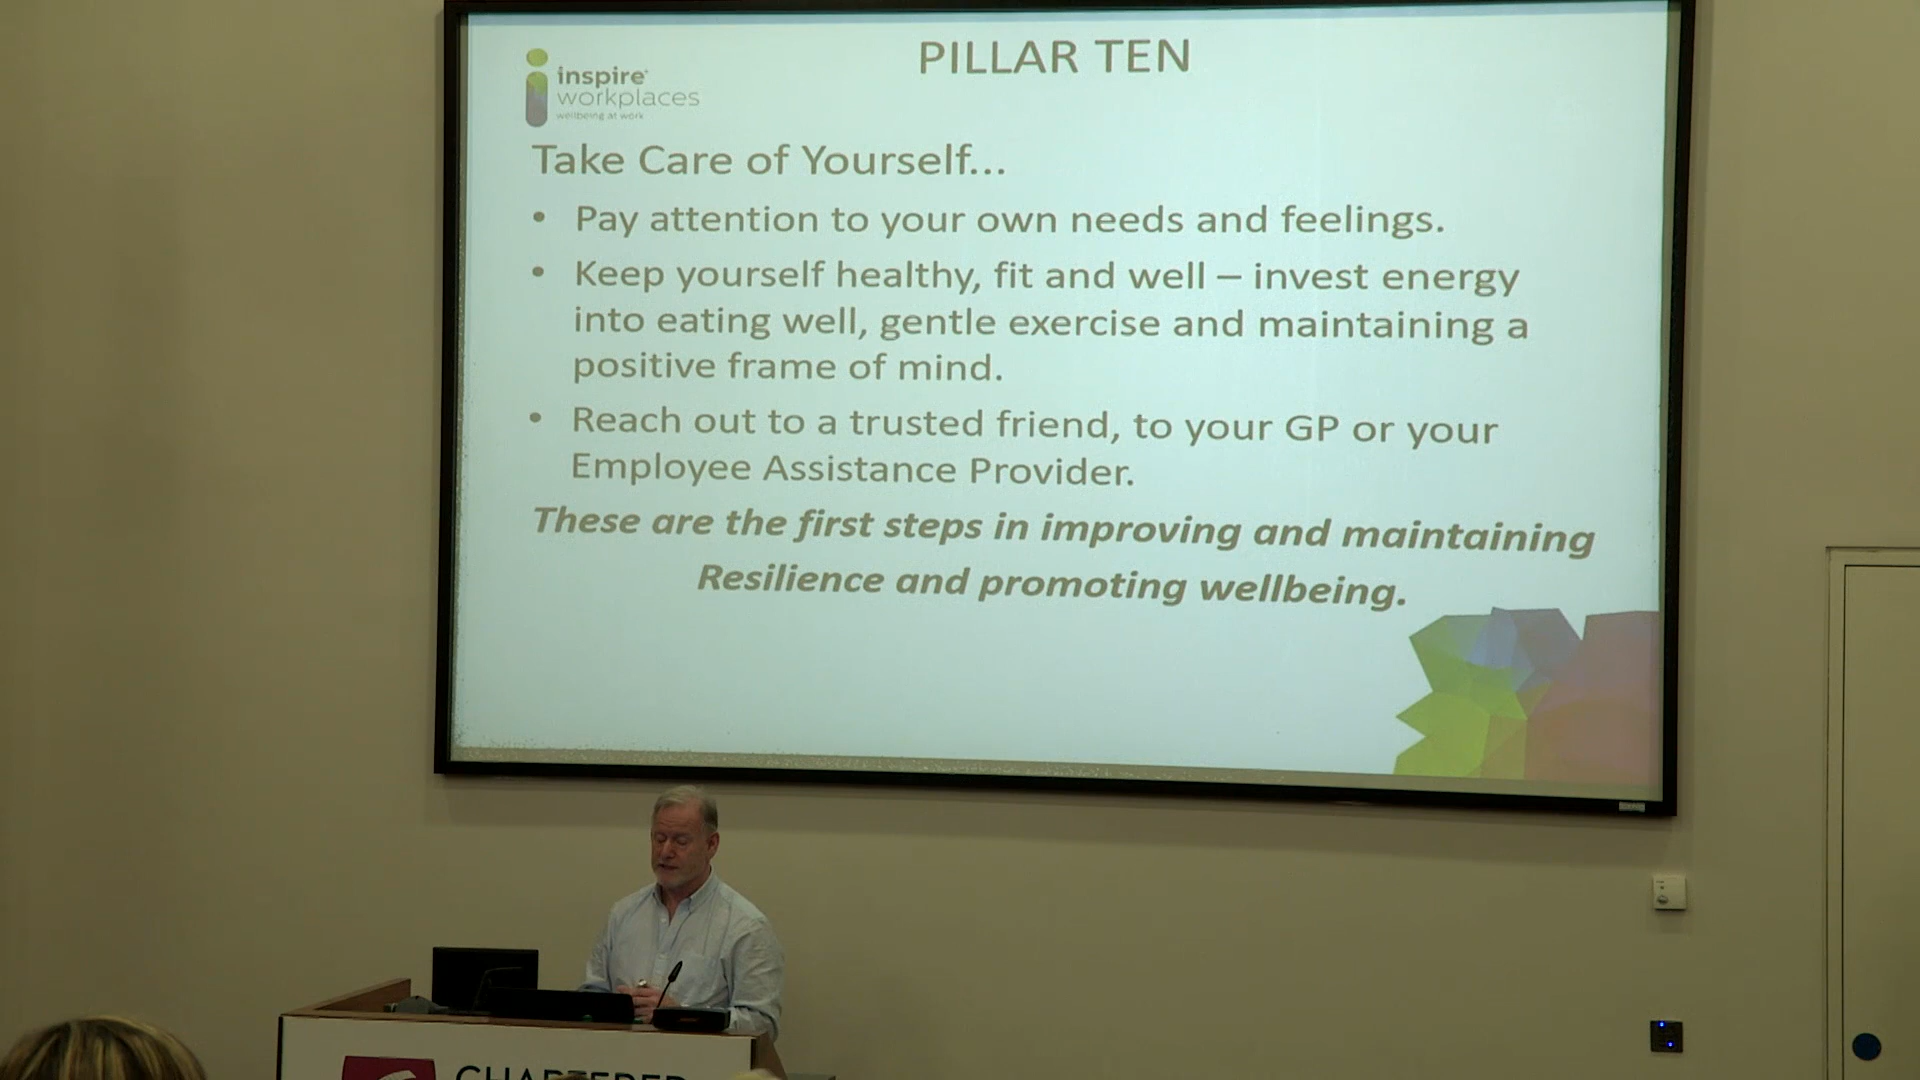 PILLAR TEN
inspire
workplaces
wellbeing at work
Take Care of Yourself...
• Pay attention to your own needs and feelings.
• Keep yourself healthy, fit and well – invest energy
into eating well, gentle exercise and maintaining a
positive frame of mind.
• Reach out to a trusted friend, to your GP or your
Employee Assistance Provider.
These are the first steps in improving and maintaining
Resilience and promoting wellbeing.
CHARTERED